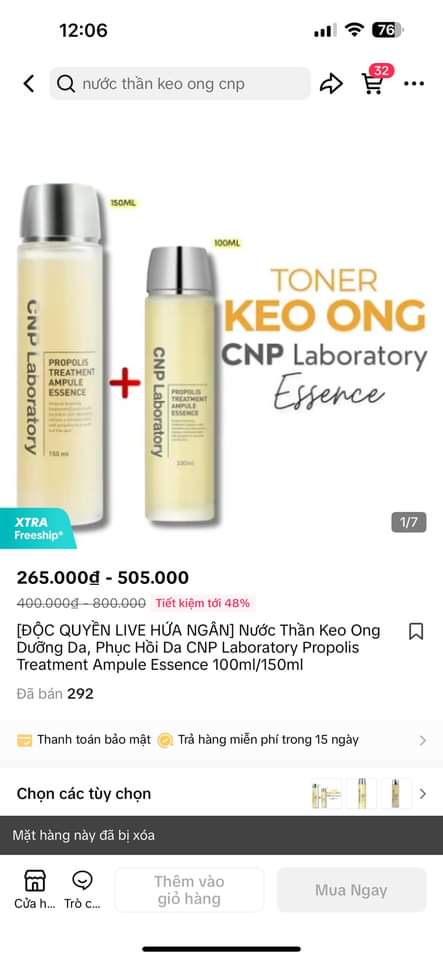 12:06
76
nước thần keo ong cnp
32
150ML
100ML
TONER
KEO ONG
CNP Laboratory
Essence
CNP Laboratory
PROPOLIS
TREATMENT
AMPULE
ESSENCE
150 ml
CNP Laboratory
PROPOLIS
TREATMENT
AMPULE
ESSENCE
100ml
XTRA
Freeship*
1/7
265.000₫ - 505.000
400.000₫ - 800.000 Tiết kiệm tới 48%
[ĐỘC QUYỀN LIVE HỨA NGÂN] Nước Thần Keo Ong
Dưỡng Da, Phục Hồi Da CNP Laboratory Propolis
Treatment Ampule Essence 100ml/150ml
Đã bán 292
Thanh toán bảo mật Trả hàng miễn phí trong 15 ngày
Chọn các tùy chọn
Mặt hàng này đã bị xóa
Cửa h... Trò c...
Thêm vào
giỏ hàng
Mua Ngay